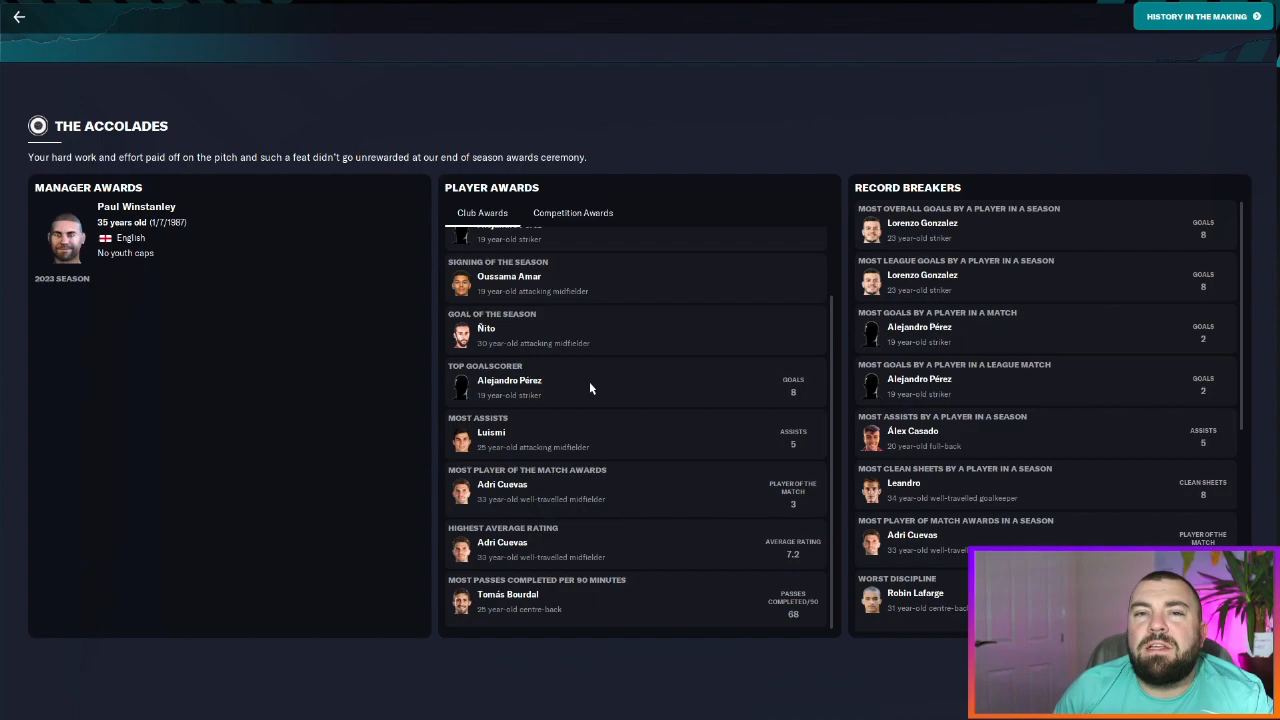 HISTORY IN THE MAKING
THE ACCOLADES
Your hard work and effort paid off on the pitch and such a feat didn't go unrewarded at our end of season awards ceremony.
MANAGER AWARDS
Paul Winstanley
35 years old (1/7/1987)
English
No youth caps
2023 SEASON
PLAYER AWARDS
Club Awards Competition Awards
19 year-old striker
SIGNING OF THE SEASON
Oussama Amar
19 year-old attacking midfielder
GOAL OF THE SEASON
Ñito
30 year-old attacking midfielder
TOP GOALSCORER
Alejandro Pérez
19 year-old striker
GOALS
8
MOST ASSISTS
Luismi
25 year-old attacking midfielder
ASSISTS
5
MOST PLAYER OF THE MATCH AWARDS
Adri Cuevas
33 year-old well-travelled midfielder
PLAYER OF THE
MATCH
3
HIGHEST AVERAGE RATING
Adri Cuevas
33 year-old well-travelled midfielder
AVERAGE RATING
7.2
MOST PASSES COMPLETED PER 90 MINUTES
Tomás Bourdal
25 year-old centre-back
PASSES
COMPLETED/90
68
RECORD BREAKERS
MOST OVERALL GOALS BY A PLAYER IN A SEASON
Lorenzo Gonzalez
23 year-old striker
GOALS
8
MOST LEAGUE GOALS BY A PLAYER IN A SEASON
Lorenzo Gonzalez
23 year-old striker
GOALS
8
MOST GOALS BY A PLAYER IN A MATCH
Alejandro Pérez
19 year-old striker
GOALS
2
MOST GOALS BY A PLAYER IN A LEAGUE MATCH
Alejandro Pérez
19 year-old striker
GOALS
2
MOST ASSISTS BY A PLAYER IN A SEASON
Álex Casado
20 year-old full-back
ASSISTS
5
MOST CLEAN SHEETS BY A PLAYER IN A SEASON
Leandro
34 year-old well-travelled goalkeeper
CLEAN SHEETS
8
MOST PLAYER OF MATCH AWARDS IN A SEASON
Adri Cuevas
33 year-old well-travel
PLAYER OF THE
MATCH
WORST DISCIPLINE
Robin Lafarge
31 year-old centre-back